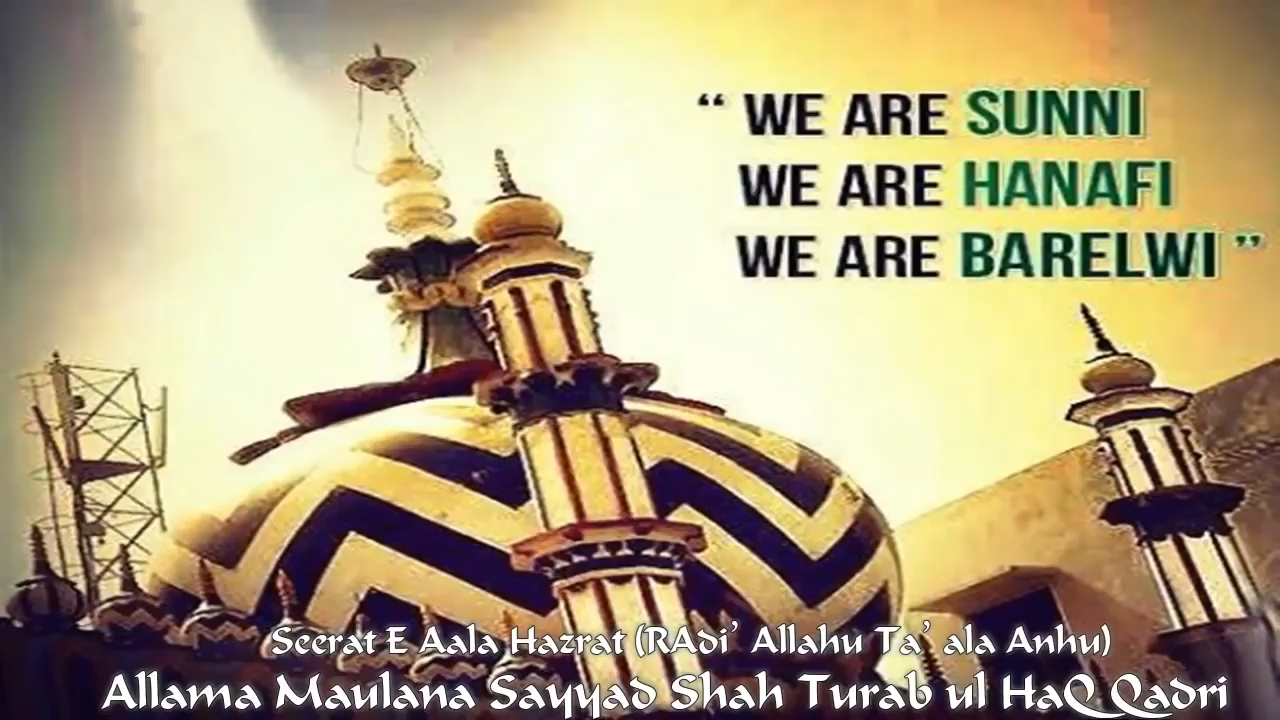 “ WE ARE SUNNI
WE ARE HANAFI
WE ARE BARELWI ”
Seerat E Aala Hazrat (RAdi’ Allahu Ta’ ala Anhu)
Allama Maulana Sayyad Shah Turab ul HaQ Qadri